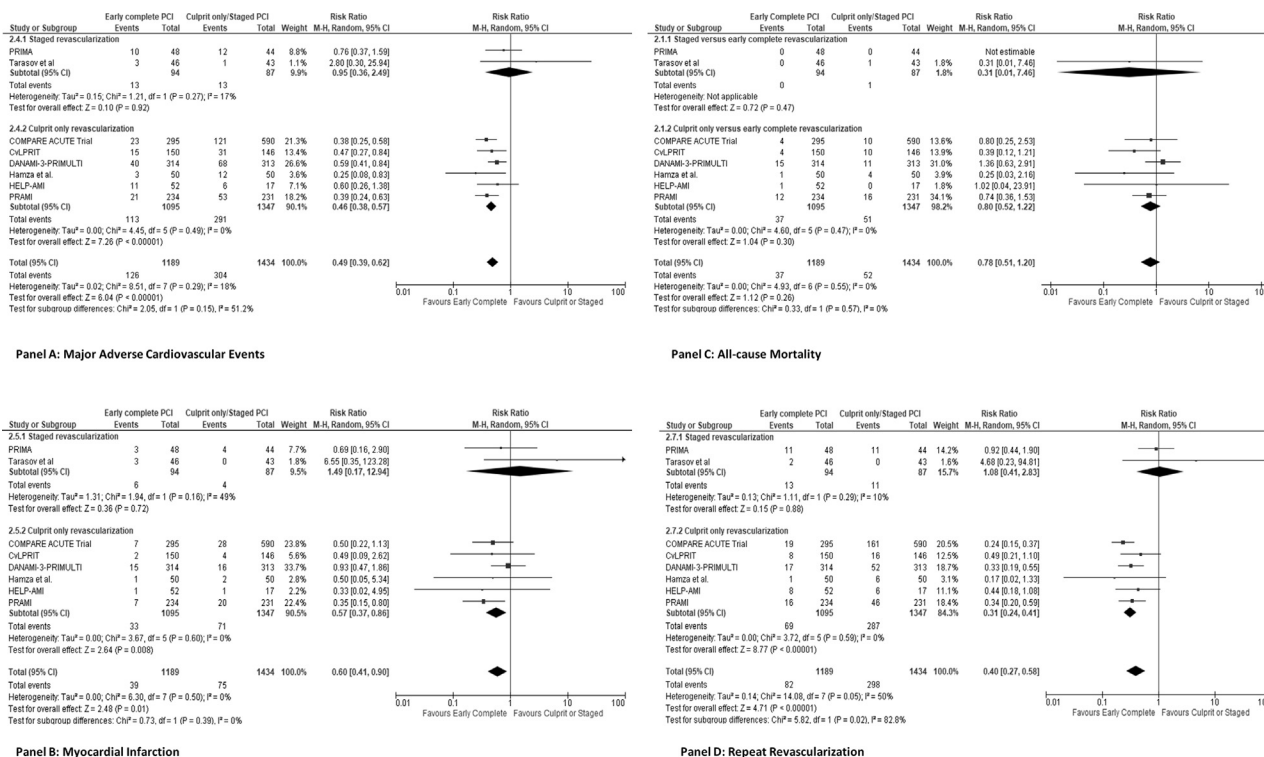 Early complete PCI Culprit only/Staged PCI Risk Ratio Risk Ratio
Study or Subgroup Events Total Events Total Weight M-H, Random, 95% CI M-H, Random, 95% CI
2.4.1 Staged revascularization
PRIMA 10 48 12 44 8.8% 0.76 [0.37, 1.59]
Tarasov et al 3 46 1 43 1.1% 2.80 [0.30, 25.94]
Subtotal (95% CI) 94 87 9.9% 0.95 [0.36, 2.49]
Total events 13 13
Heterogeneity: Tau² = 0.15; Chi² = 1.21, df = 1 (P = 0.27); I² = 17%
Test for overall effect: Z = 0.10 (P = 0.92)
2.4.2 Culprit only revascularization
COMPARE ACUTE Trial 23 295 121 590 21.3% 0.38 [0.25, 0.58]
CvLPRIT 15 150 31 146 13.6% 0.47 [0.27, 0.84]
DANAMI-3-PRIMULTI 40 314 68 313 26.6% 0.59 [0.41, 0.84]
Hamza et al. 3 50 12 50 3.3% 0.25 [0.08, 0.83]
HELP-AMI 11 52 6 17 7.1% 0.60 [0.26, 1.38]
PRAMI 21 234 53 231 18.2% 0.39 [0.24, 0.63]
Subtotal (95% CI) 1095 1347 90.1% 0.46 [0.38, 0.57]
Total events 113 291
Heterogeneity: Tau² = 0.00; Chi² = 4.45, df = 5 (P = 0.49); I² = 0%
Test for overall effect: Z = 7.26 (P < 0.00001)
Total (95% CI) 1189 1434 100.0% 0.49 [0.39, 0.62]
Total events 126 304
Heterogeneity: Tau² = 0.02; Chi² = 8.51, df = 7 (P = 0.29); I² = 18%
Test for overall effect: Z = 6.04 (P < 0.00001)
Test for subgroup differences: Chi² = 2.05, df = 1 (P = 0.15), I² = 51.2%
0.01 0.1 1 10 100
Favours Early Complete Favours Culprit or Staged
Panel A: Major Adverse Cardiovascular Events
Early complete PCI Culprit only/Staged PCI Risk Ratio Risk Ratio
Study or Subgroup Events Total Events Total Weight M-H, Random, 95% CI M-H, Random, 95% CI
2.1.1 Staged versus early complete revascularization
PRIMA 0 48 0 44 Not estimable
Tarasov et al 0 46 1 43 1.8% 0.31 [0.01, 7.46]
Subtotal (95% CI) 94 87 1.8% 0.31 [0.01, 7.46]
Total events 0 1
Heterogeneity: Not applicable
Test for overall effect: Z = 0.72 (P = 0.47)
2.1.2 Culprit only versus early complete revascularization
COMPARE ACUTE Trial 4 295 10 590 13.6% 0.80 [0.25, 2.53]
CvLPRIT 4 150 10 146 13.9% 0.39 [0.12, 1.21]
DANAMI-3-PRIMULTI 15 314 11 313 31.0% 1.36 [0.63, 2.91]
Hamza et al. 1 50 4 50 3.9% 0.25 [0.03, 2.16]
HELP-AMI 1 52 0 17 1.8% 1.02 [0.04, 23.91]
PRAMI 12 234 16 231 34.1% 0.74 [0.36, 1.53]
Subtotal (95% CI) 1095 1347 98.2% 0.80 [0.52, 1.22]
Total events 37 51
Heterogeneity: Tau² = 0.00; Chi² = 4.60, df = 5 (P = 0.47); I² = 0%
Test for overall effect: Z = 1.04 (P = 0.30)
Total (95% CI) 1189 1434 100.0% 0.78 [0.51, 1.20]
Total events 37 52
Heterogeneity: Tau² = 0.00; Chi² = 4.93, df = 6 (P = 0.55); I² = 0%
Test for overall effect: Z = 1.12 (P = 0.26)
Test for subgroup differences: Chi² = 0.33, df = 1 (P = 0.57), I² = 0%
0.01 0.1 1 10
Favours Early Complete Favours Culprit or Staged
Panel C: All-cause Mortality
Early complete PCI Culprit only/Staged PCI Risk Ratio Risk Ratio
Study or Subgroup Events Total Events Total Weight M-H, Random, 95% CI M-H, Random, 95% CI
2.5.1 Staged revascularization
PRIMA 3 48 4 44 7.7% 0.69 [0.16, 2.90]
Tarasov et al 3 46 0 43 1.8% 6.55 [0.35, 123.28]
Subtotal (95% CI) 94 87 9.5% 1.49 [0.17, 12.94]
Total events 6 4
Heterogeneity: Tau² = 1.31; Chi² = 1.94, df = 1 (P = 0.16); I² = 49%
Test for overall effect: Z = 0.36 (P = 0.72)
2.5.2 Culprit only revascularization
COMPARE ACUTE Trial 7 295 28 590 23.8% 0.50 [0.22, 1.13]
CvLPRIT 2 150 4 146 5.6% 0.49 [0.09, 2.62]
DANAMI-3-PRIMULTI 15 314 16 313 33.7% 0.93 [0.47, 1.86]
Hamza et al. 1 50 2 50 2.8% 0.50 [0.05, 5.34]
HELP-AMI 1 52 1 17 2.2% 0.33 [0.02, 4.95]
PRAMI 7 234 20 231 22.4% 0.35 [0.15, 0.80]
Subtotal (95% CI) 1095 1347 90.5% 0.57 [0.37, 0.86]
Total events 33 71
Heterogeneity: Tau² = 0.00; Chi² = 3.67, df = 5 (P = 0.60); I² = 0%
Test for overall effect: Z = 2.64 (P = 0.008)
Total (95% CI) 1189 1434 100.0% 0.60 [0.41, 0.90]
Total events 39 75
Heterogeneity: Tau² = 0.00; Chi² = 6.30, df = 7 (P = 0.50); I² = 0%
Test for overall effect: Z = 2.48 (P = 0.01)
Test for subgroup differences: Chi² = 0.73, df = 1 (P = 0.39), I² = 0%
0.01 0.1 1 10 100
Favours Early Complete Favours Culprit or Staged
Panel B: Myocardial Infarction
Early complete PCI Culprit only/Staged PCI Risk Ratio Risk Ratio
Study or Subgroup Events Total Events Total Weight M-H, Random, 95% CI M-H, Random, 95% CI
2.7.1 Staged revascularization
PRIMA 11 48 11 44 14.2% 0.92 [0.44, 1.90]
Tarasov et al 2 46 0 43 1.5% 4.68 [0.23, 94.81]
Subtotal (95% CI) 94 87 15.7% 1.08 [0.41, 2.83]
Total events 13 11
Heterogeneity: Tau² = 0.13; Chi² = 1.11, df = 1 (P = 0.29); I² = 10%
Test for overall effect: Z = 0.15 (P = 0.88)
2.7.2 Culprit only revascularization
COMPARE ACUTE Trial 19 295 161 590 20.5% 0.24 [0.15, 0.37]
CvLPRIT 8 150 16 146 11.5% 0.49 [0.21, 1.10]
DANAMI-3-PRIMULTI 17 314 52 313 18.9% 0.33 [0.19, 0.55]
Hamza et al. 1 50 6 50 3.1% 0.17 [0.02, 1.33]
HELP-AMI 8 52 6 17 11.8% 0.44 [0.18, 1.08]
PRAMI 16 234 46 231 18.4% 0.34 [0.20, 0.59]
Subtotal (95% CI) 1095 1347 84.3% 0.31 [0.24, 0.41]
Total events 69 287
Heterogeneity: Tau² = 0.00; Chi² = 3.72, df = 5 (P = 0.59); I² = 0%
Test for overall effect: Z = 8.77 (P < 0.00001)
Total (95% CI) 1189 1434 100.0% 0.40 [0.27, 0.58]
Total events 82 298
Heterogeneity: Tau² = 0.14; Chi² = 14.08, df = 7 (P = 0.05); I² = 50%
Test for overall effect: Z = 4.71 (P < 0.00001)
Test for subgroup differences: Chi² = 5.82, df = 1 (P = 0.02), I² = 82.8%
0.01 0.1 1 10
Favours Early Complete Favours Culprit or Staged
Panel D: Repeat Revascularization